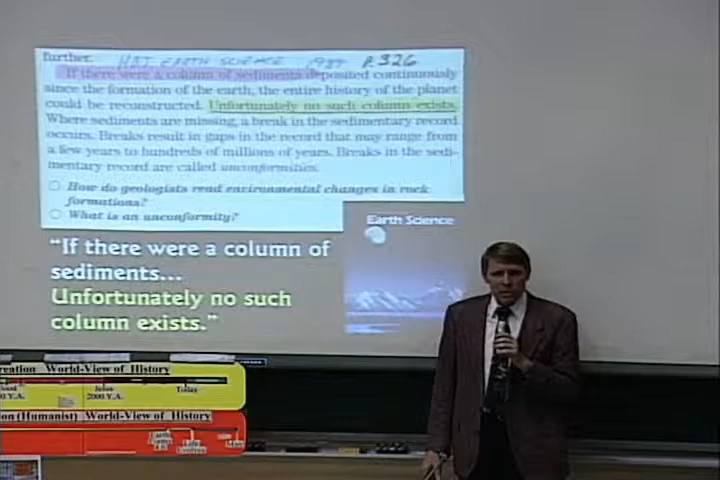 further. HBJ EARTH SCIENCE 1989 P. 326
If there were a column of sediments deposited continuously
since the formation of the earth, the entire history of the planet
could be reconstructed. Unfortunately no such column exists.
Where sediments are missing, a break in the sedimentary record
occurs. Breaks result in gaps in the record that may range from
a few years to hundreds of millions of years. Breaks in the sedi-
mentary record are called unconformities.
How do geologists read environmental changes in rock
formations?
What is an unconformity?
Earth Science
"If there were a column of
sediments...
Unfortunately no such
column exists."
World-View of History
Today
2000 Y.A.
(Humanist) World-View of History
Man